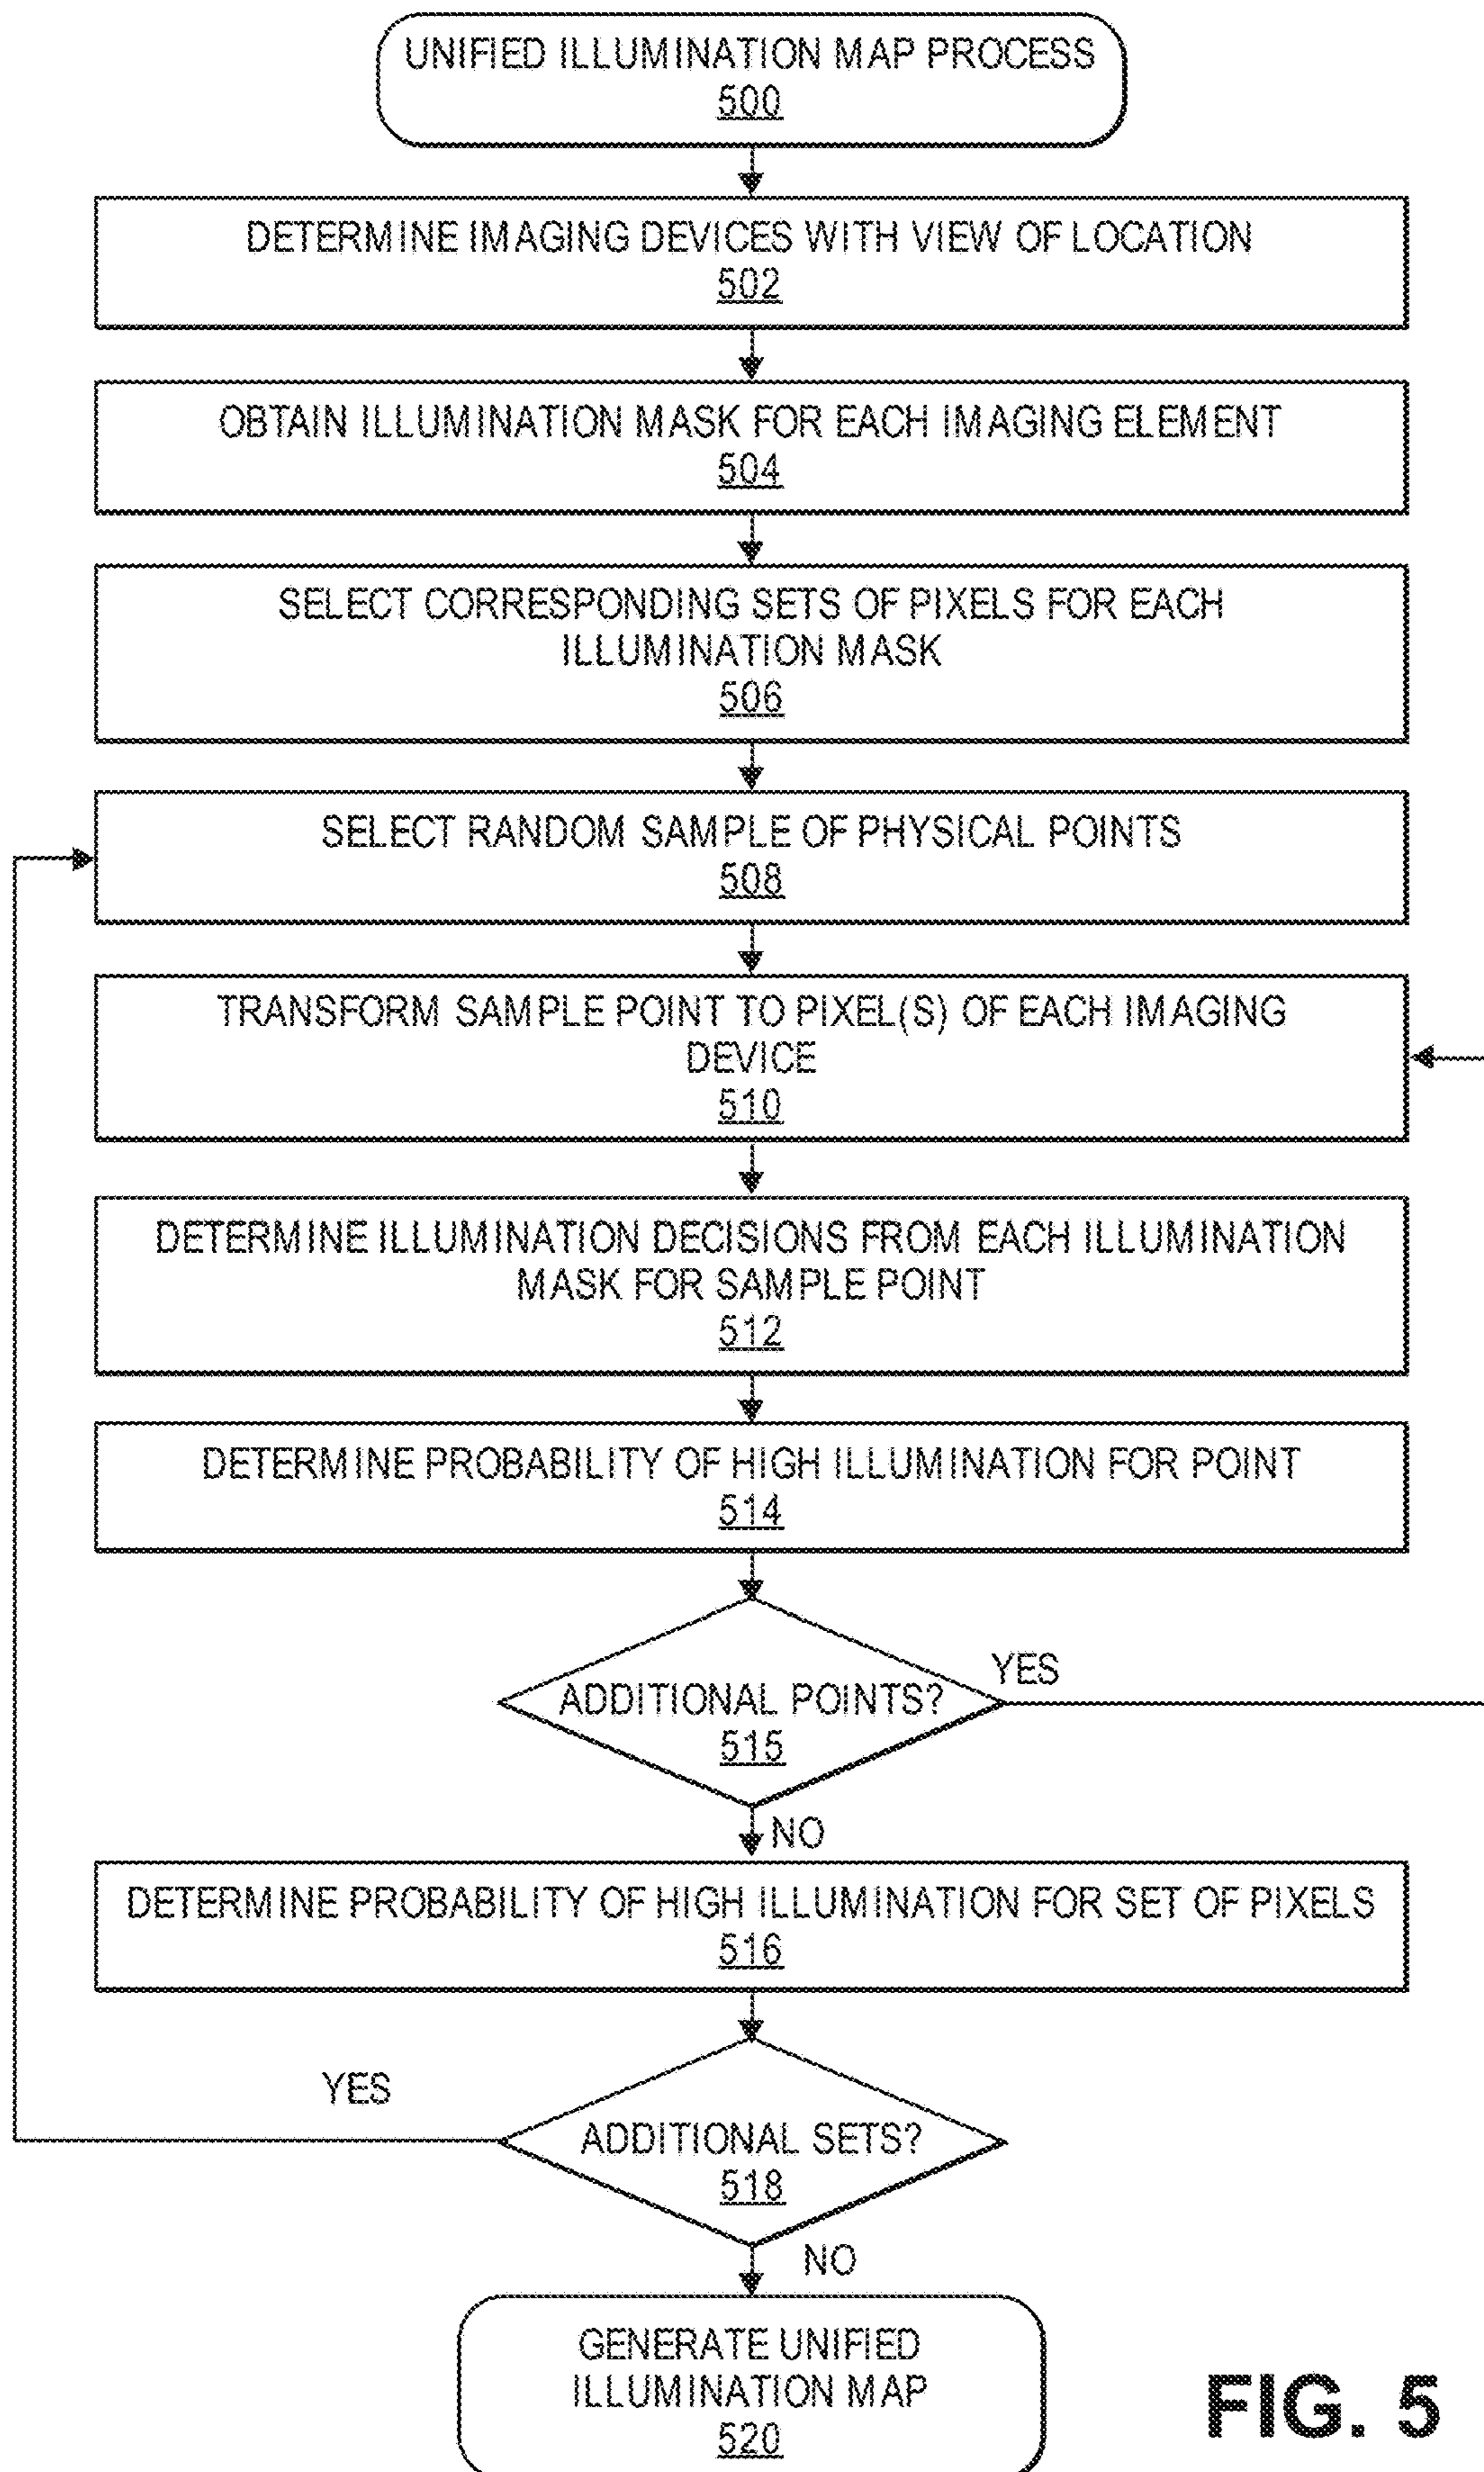 UNIFIED ILLUMINATION MAP PROCESS
500
DETERMINE IMAGING DEVICES WITH VIEW OF LOCATION
502
OBTAIN ILLUMINATION MASK FOR EACH IMAGING ELEMENT
504
SELECT CORRESPONDING SETS OF PIXELS FOR EACH
ILLUMINATION MASK
506
SELECT RANDOM SAMPLE OF PHYSICAL POINTS
508
TRANSFORM SAMPLE POINT TO PIXEL(S) OF EACH IMAGING
DEVICE
510
DETERMINE ILLUMINATION DECISIONS FROM EACH ILLUMINATION
MASK FOR SAMPLE POINT
512
DETERMINE PROBABILITY OF HIGH ILLUMINATION FOR POINT
514
YES
ADDITIONAL POINTS?
515
NO
DETERMINE PROBABILITY OF HIGH ILLUMINATION FOR SET OF PIXELS
516
YES
ADDITIONAL SETS?
518
NO
GENERATE UNIFIED
ILLUMINATION MAP
520
FIG. 5